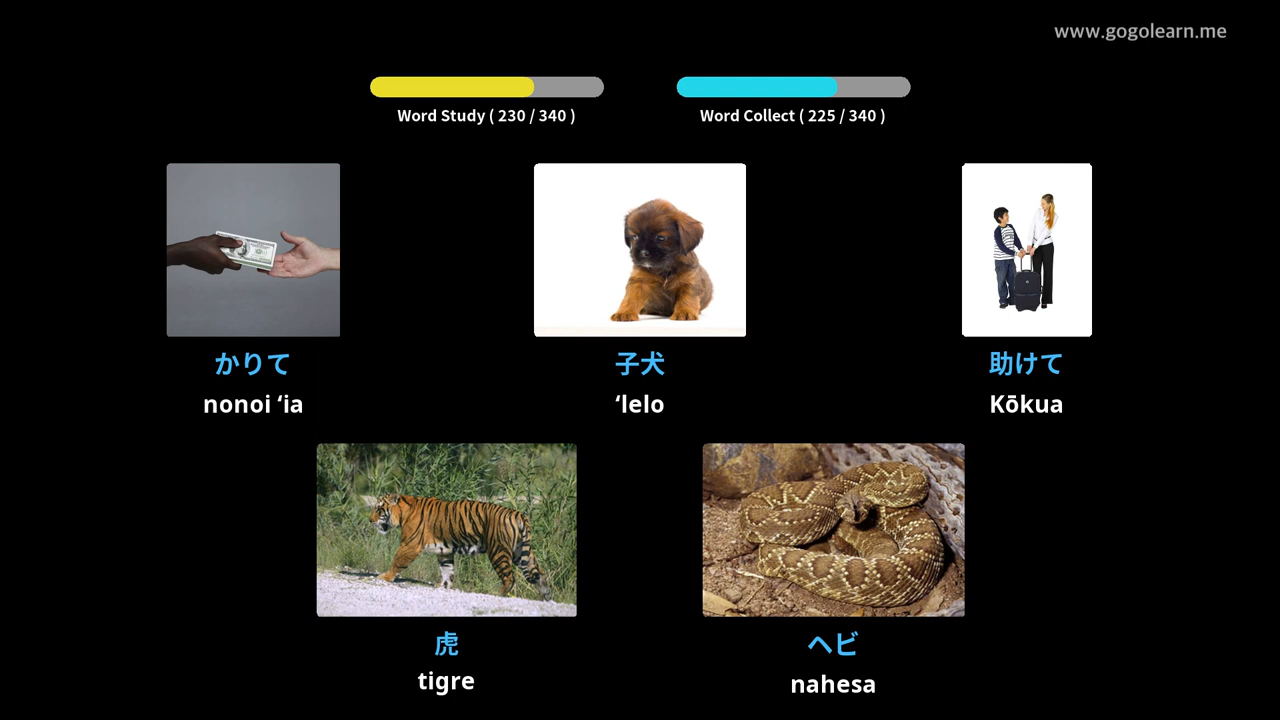 www.gogolearn.me
Word Study ( 230 / 340 )
Word Collect ( 225 / 340 )
かりて
nonoi ʻia
子犬
ʻlelo
助けて
Kōkua
虎
tigre
ヘビ
nahesa